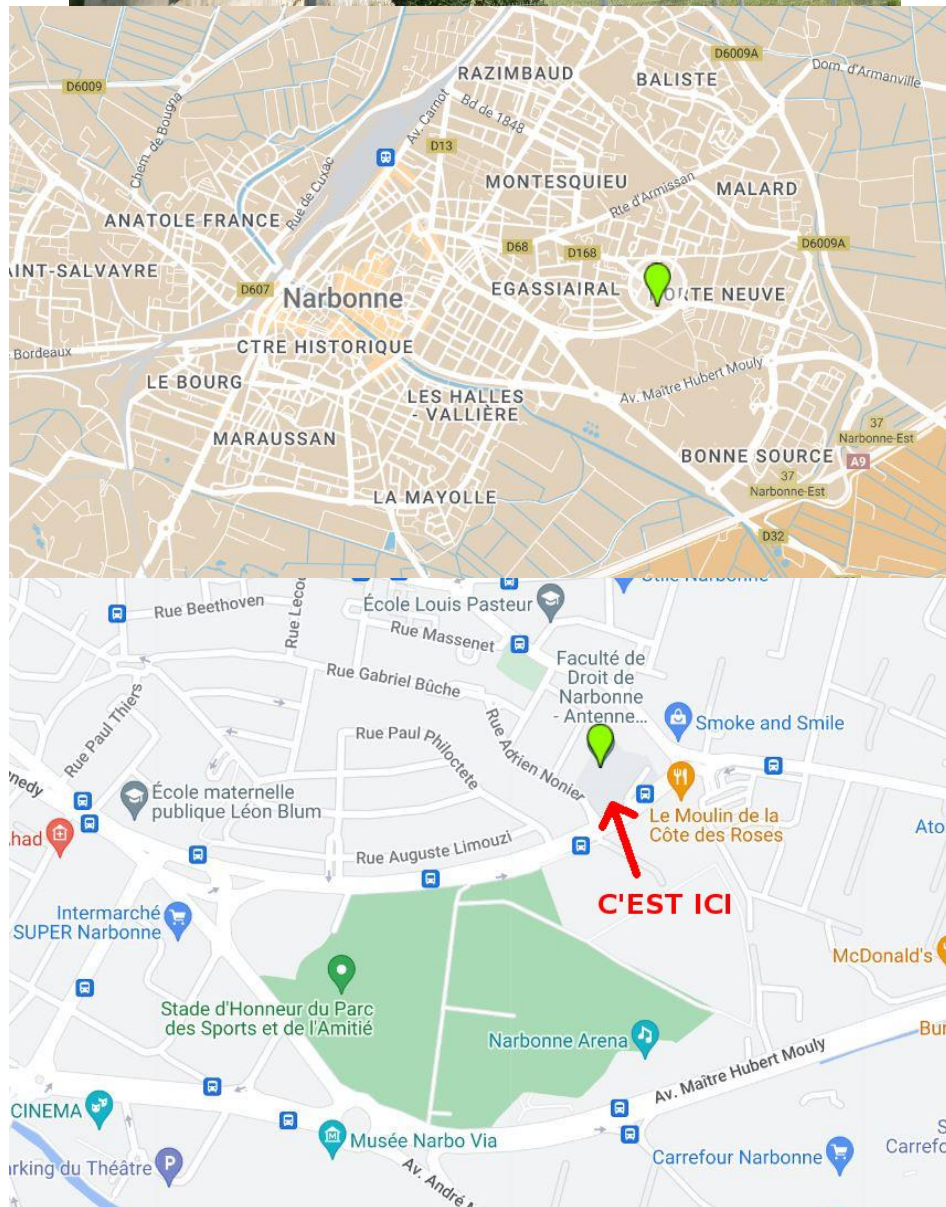 D6009A
RAZIMBAUD
BALISTE
Dom. d'Armanville
D6009
Chem. de Bougna
Av. Carnot
Bd de 1848
D13
Rue de Cuxac
MONTESQUIEU
MALARD
Rte d'Armissan
ANATOLE FRANCE
D68
D168
D6009A
AINT-SALVAYRE
D607
Narbonne
EGASSIAIRAL
PORTE NEUVE
CTRE HISTORIQUE
Bordeaux
LE BOURG
LES HALLES
- VALLIÈRE
Av. Maître Hubert Mouly
MARAUSSAN
37
Narbonne-Est
BONNE SOURCE
A9
37
Narbonne-Est
LA MAYOLLE
D32
Rue Beethoven
École Louis Pasteur
Rue Massenet
Rue Gabriel Bûche
Faculté de
Droit de
Narbonne
- Antenne...
Rue Paul Thiers
Rue Paul Philoctete
Rue Adrien Nonier
Smoke and Smile
École maternelle
publique Léon Blum
Le Moulin de la
Côte des Roses
Rue Auguste Limouzi
C'EST ICI
Intermarché
SUPER Narbonne
McDonald's
Stade d'Honneur du Parc
des Sports et de l'Amitié
Narbonne Arena
Av. Maître Hubert Mouly
CINEMA
Musée Narbo Via
Carrefour Narbonne
arking du Théâtre
P
Av. André